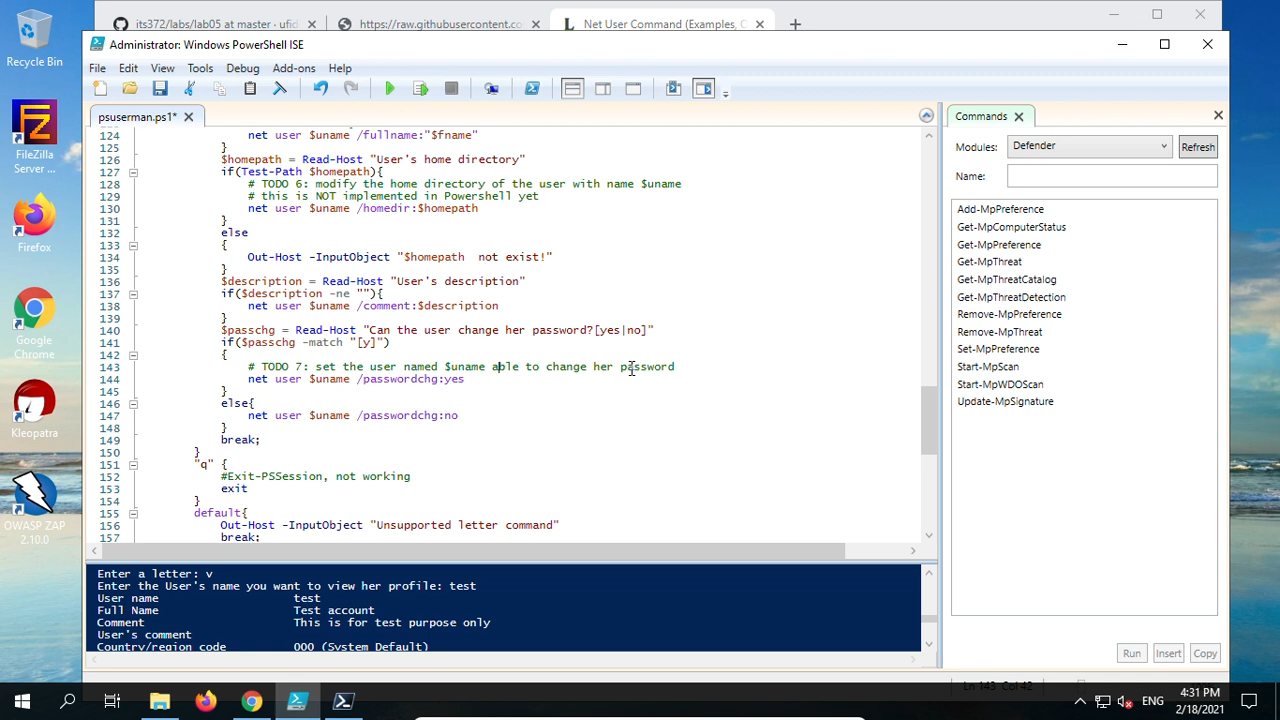 its372/labs/lab05 at master · ufid
https://raw.githubusercontent.co
Net User Command (Examples, C
Administrator: Windows PowerShell ISE
File Edit View Tools Debug Add-ons Help
psuserman.ps1*
124 net user $uname /fullname:"$fname"
125 }
126 $homepath = Read-Host "User's home directory"
127 if(Test-Path $homepath){
128 # TODO 6: modify the home directory of the user with name $uname
129 # this is NOT implemented in Powershell yet
130 net user $uname /homedir:$homepath
131 }
132 else
133 {
134 Out-Host -InputObject "$homepath  not exist!"
135 }
136 $description = Read-Host "User's description"
137 if($description -ne ""){
138 net user $uname /comment:$description
139 }
140 $passchg = Read-Host "Can the user change her password?[yes|no]"
141 if($passchg -match "[y]")
142 {
143 # TODO 7: set the user named $uname able to change her password
144 net user $uname /passwordchg:yes
145 }
146 else{
147 net user $uname /passwordchg:no
148 }
149 break;
150 }
151 "q" {
152 #Exit-PSSession, not working
153 exit
154 }
155 default{
156 Out-Host -InputObject "Unsupported letter command"
157 break;
Enter a letter: v
Enter the User's name you want to view her profile: test
User name test
Full Name Test account
Comment This is for test purpose only
User's comment
Country/region code 000 (System Default)
Commands
Modules: Defender Refresh
Name:
Add-MpPreference
Get-MpComputerStatus
Get-MpPreference
Get-MpThreat
Get-MpThreatCatalog
Get-MpThreatDetection
Remove-MpPreference
Remove-MpThreat
Set-MpPreference
Start-MpScan
Start-MpWDOScan
Update-MpSignature
Run Insert Copy
Ln 143 Col 42
Recycle Bin
FileZilla
Server ...
Firefox
Google
Chrome
Kleopatra
OWASP ZAP
2.10.0
ENG
4:31 PM
2/18/2021